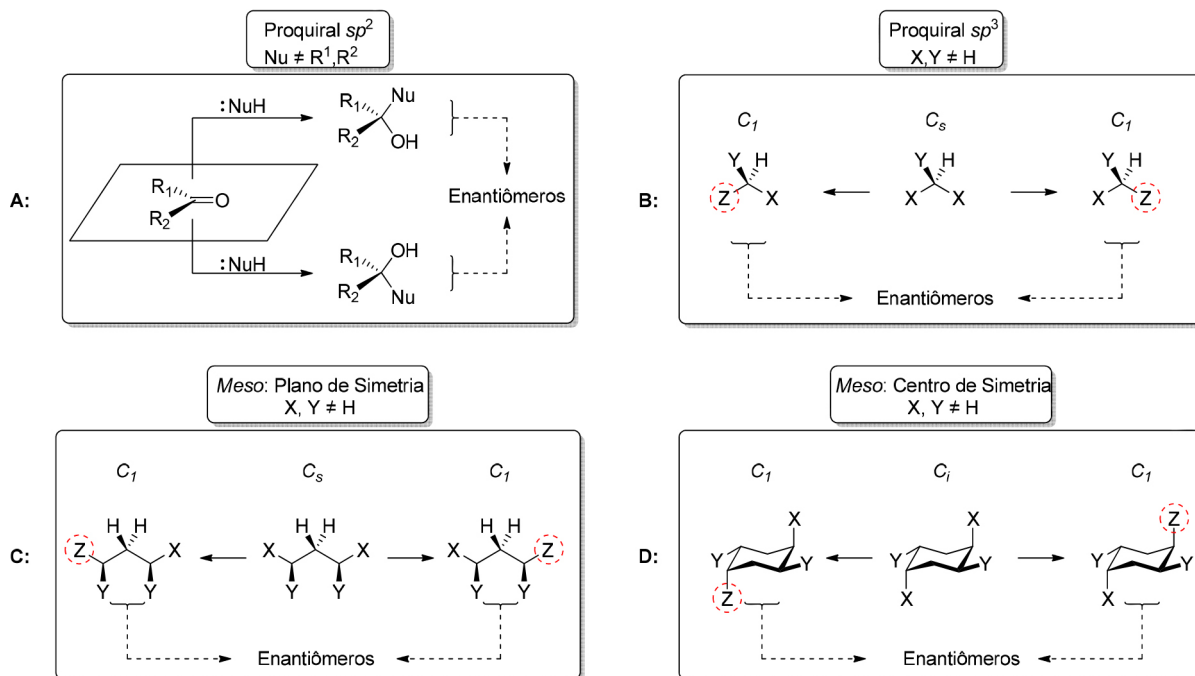 Proquiral sp²
Nu ≠ R¹,R²
A:
:NuH
R₁
Nu
R₂
OH
R₁
O
R₂
Enantiômeros
:NuH
R₁
OH
R₂
Nu
Proquiral sp³
X,Y ≠ H
B:
C₁
Cₛ
C₁
Y H
Y H
Y H
Z X
X X
X Z
Enantiômeros
Meso: Plano de Simetria
X, Y ≠ H
C:
C₁
Cₛ
C₁
H H
H H
H H
Z X
X X
X Z
Y Y
Y Y
Y Y
Enantiômeros
Meso: Centro de Simetria
X, Y ≠ H
D:
C₁
Cᵢ
C₁
X
X
Z
Y Y
Y Y
Y Y
Z
X
X
Enantiômeros